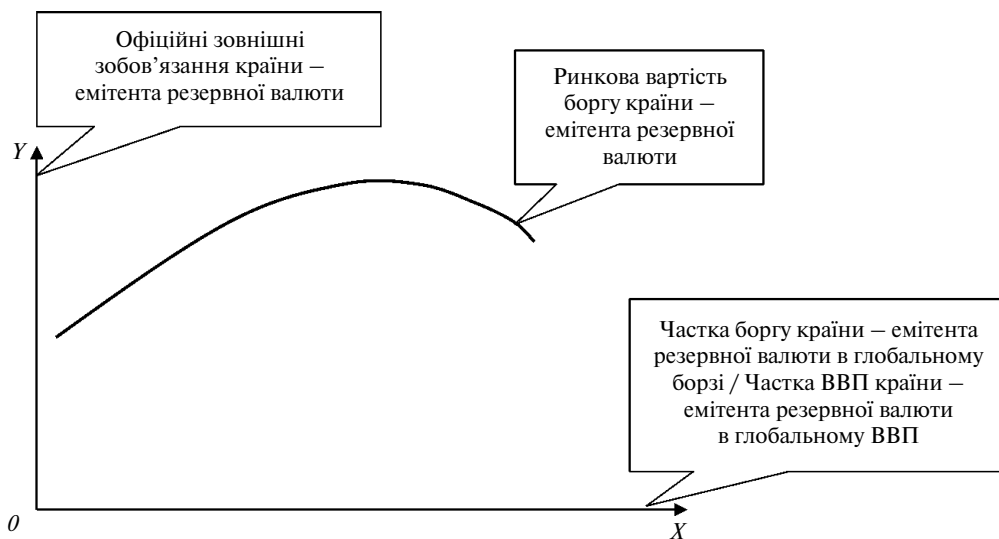 Офіційні зовнішні
зобов’язання країни –
емітента резервної валюти
Ринкова вартість
боргу країни –
емітента резервної
валюти
Y
Частка боргу країни – емітента
резервної валюти в глобальному
борзі / Частка ВВП країни –
емітента резервної валюти
в глобальному ВВП
0
X